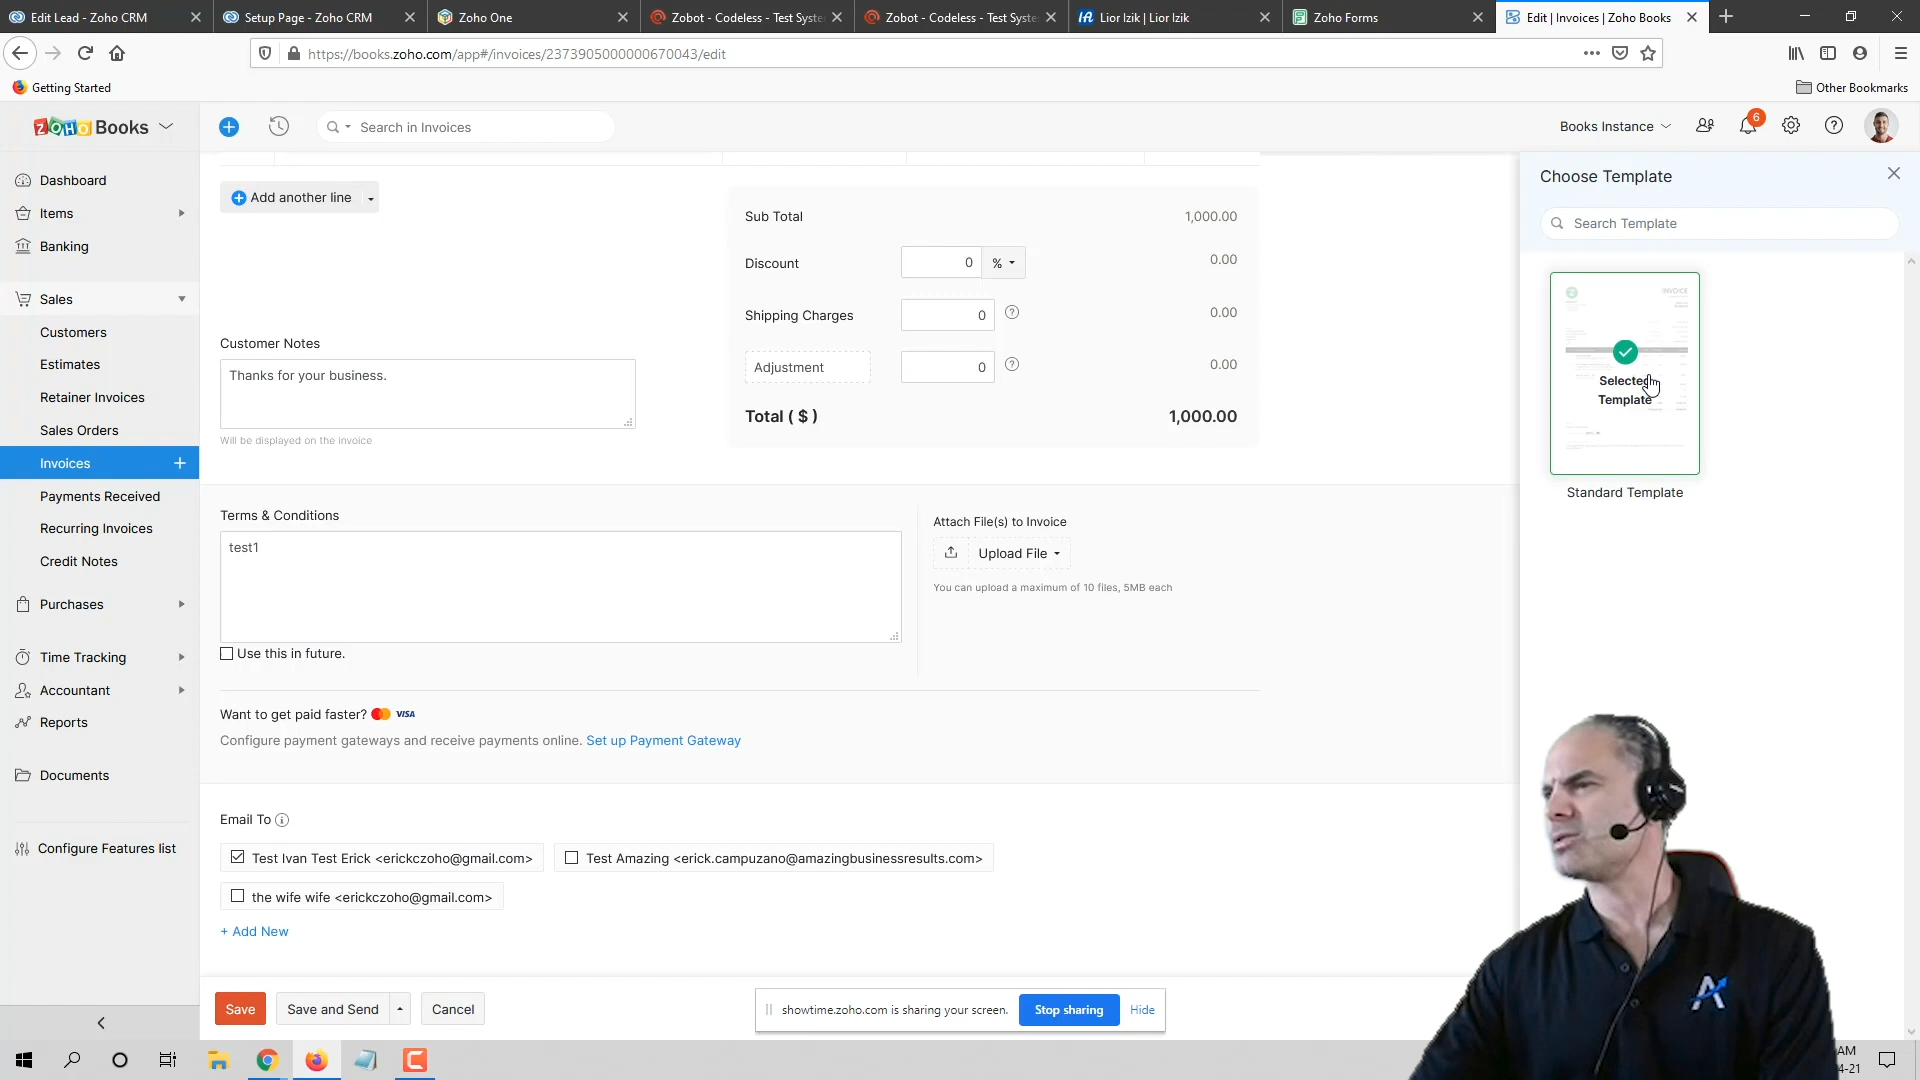 Edit Lead - Zoho CRM
Setup Page - Zoho CRM
Zoho One
Zobot - Codeless - Test Syste
Zobot - Codeless - Test Syste
Lior Izik | Lior Izik
Zoho Forms
Edit | Invoices | Zoho Books
https://books.zoho.com/app#/invoices/2373905000000670043/edit
Getting Started
Other Bookmarks
ZOHO Books
Search in Invoices
Books Instance
6
Dashboard
Items
Banking
Sales
Customers
Estimates
Retainer Invoices
Sales Orders
Invoices
Payments Received
Recurring Invoices
Credit Notes
Purchases
Time Tracking
Accountant
Reports
Documents
Configure Features list
Add another line
Sub Total 1,000.00
Discount 0 % 0.00
Shipping Charges 0 0.00
Adjustment 0 0.00
Total ( $ ) 1,000.00
Customer Notes
Thanks for your business.
Will be displayed on the invoice
Terms & Conditions
test1
Use this in future.
Attach File(s) to Invoice
Upload File
You can upload a maximum of 10 files, 5MB each
Want to get paid faster? VISA
Configure payment gateways and receive payments online. Set up Payment Gateway
Email To
Test Ivan Test Erick <erickczoho@gmail.com>
Test Amazing <erick.campuzano@amazingbusinessresults.com>
the wife wife <erickczoho@gmail.com>
+ Add New
Save
Save and Send
Cancel
showtime.zoho.com is sharing your screen.
Stop sharing
Hide
Choose Template
Search Template
INVOICE
Selected
Template
Standard Template
AM
4-21